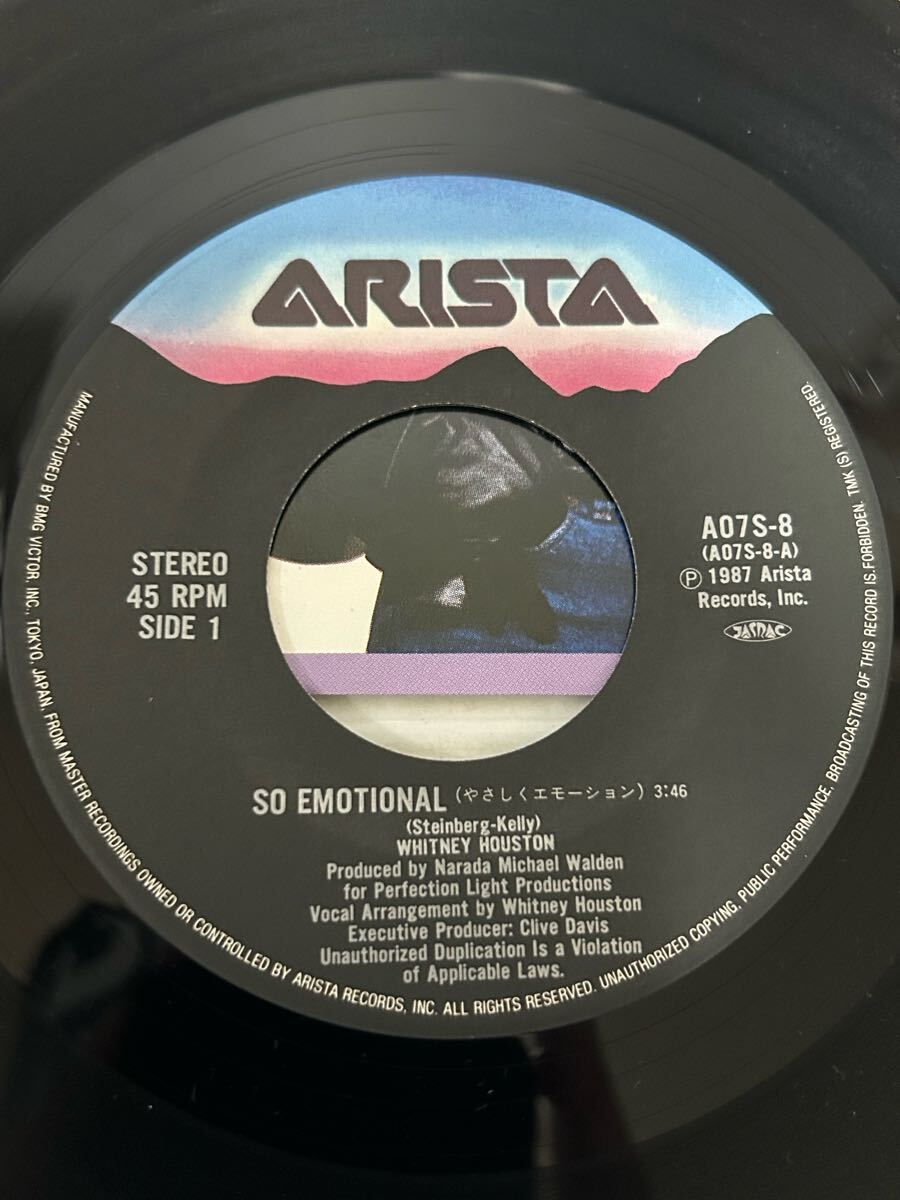 ARISTA
STEREO
45 RPM
SIDE 1
A07S-8
(A07S-8-A)
Ⓟ 1987 Arista
Records, Inc.
JASRAC
SO EMOTIONAL (やさしくエモーション) 3:46
(Steinberg-Kelly)
WHITNEY HOUSTON
Produced by Narada Michael Walden
for Perfection Light Productions
Vocal Arrangement by Whitney Houston
Executive Producer: Clive Davis
Unauthorized Duplication Is a Violation
of Applicable Laws.
MANUFACTURED BY BMG VICTOR, INC., TOKYO, JAPAN, FROM MASTER RECORDINGS OWNED OR CONTROLLED BY ARISTA RECORDS, INC. ALL RIGHTS RESERVED. UNAUTHORIZED COPYING, PUBLIC PERFORMANCE, BROADCASTING OF THIS RECORD IS FORBIDDEN. TMK (S) REGISTERED.